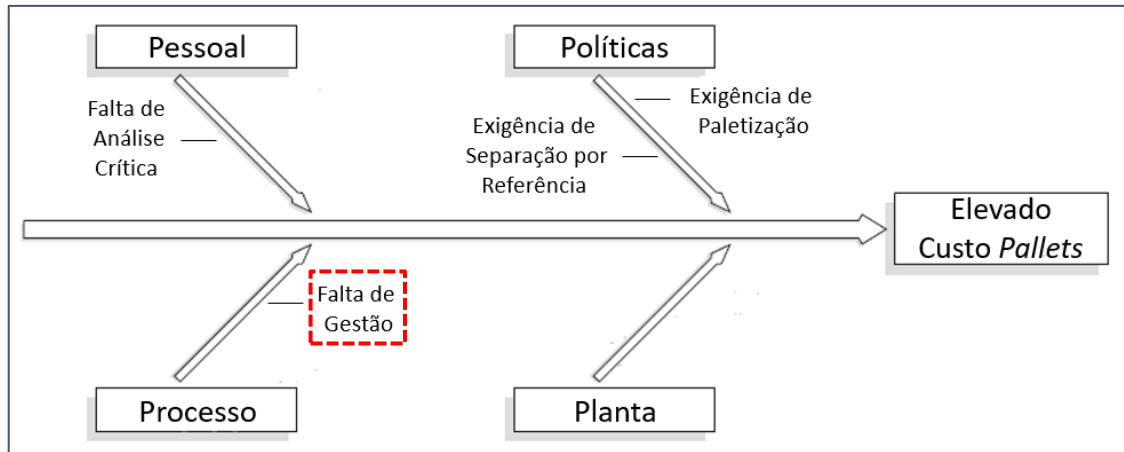 Pessoal
Políticas
Falta de
Análise
Crítica
Exigência de
Paletização
Exigência de
Separação por
Referência
Elevado
Custo Pallets
Falta de
Gestão
Processo
Planta